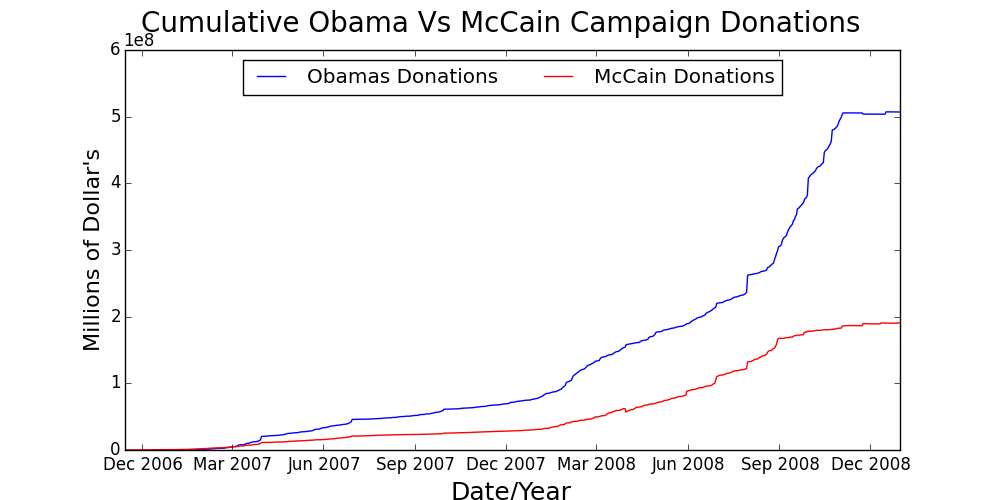 Cumulative Obama Vs McCain Campaign Donations
1e8
Obamas Donations McCain Donations
6
5
4
3
2
1
0
Millions of Dollar's
Dec 2006 Mar 2007 Jun 2007 Sep 2007 Dec 2007 Mar 2008 Jun 2008 Sep 2008 Dec 2008
Date/Year